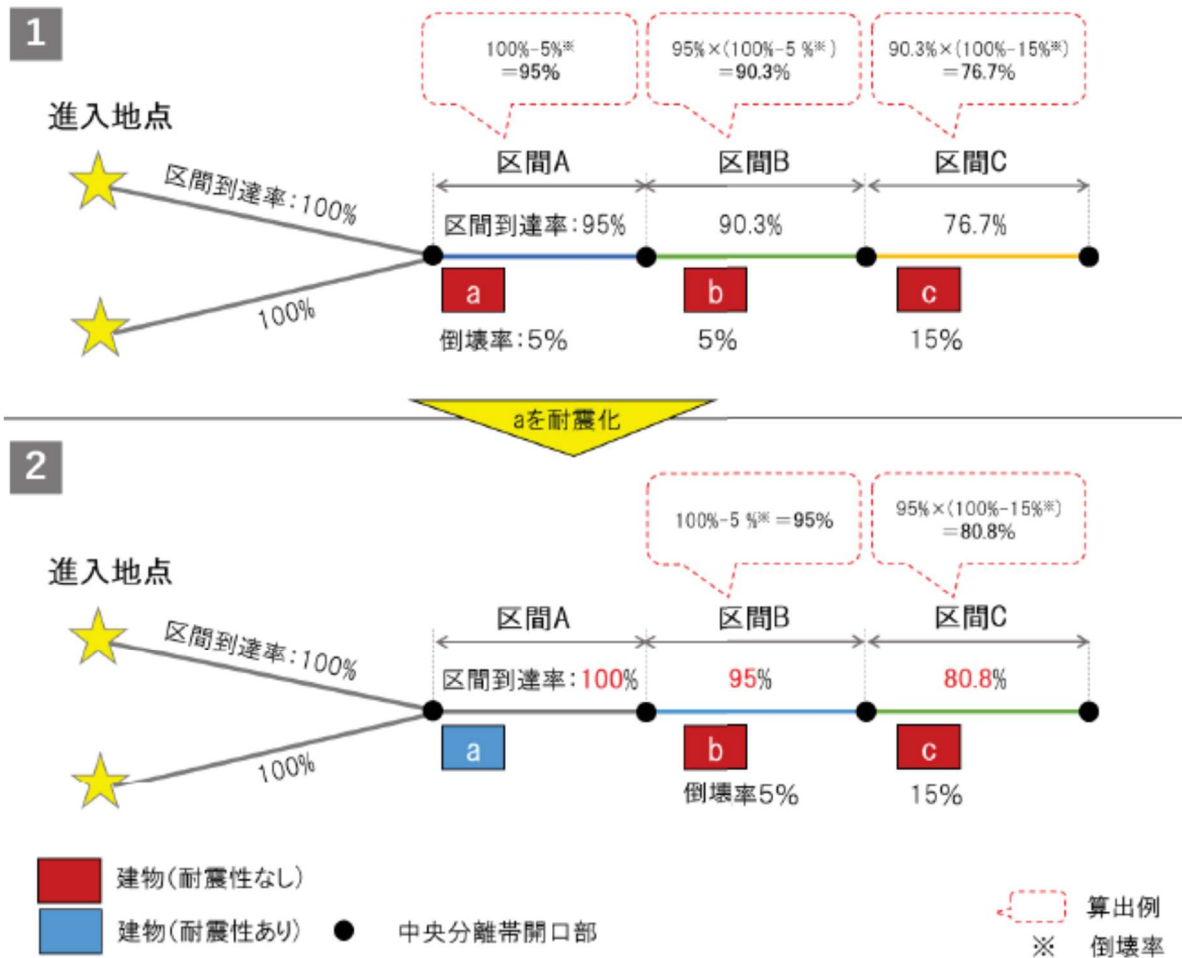 1
100%-5%※
=95%
95%×(100%-5 %※)
=90.3%
90.3%×(100%-15%※)
=76.7%
進入地点
区間A
区間B
区間C
区間到達率:100%
区間到達率:95%
90.3%
76.7%
100%
a
b
c
倒壊率:5%
5%
15%
aを耐震化
2
100%-5 %※=95%
95%×(100%-15%※)
=80.8%
進入地点
区間A
区間B
区間C
区間到達率:100%
区間到達率:100%
95%
80.8%
100%
a
b
c
倒壊率5%
15%
建物(耐震性なし)
建物(耐震性あり)
中央分離帯開口部
算出例
※ 倒壊率